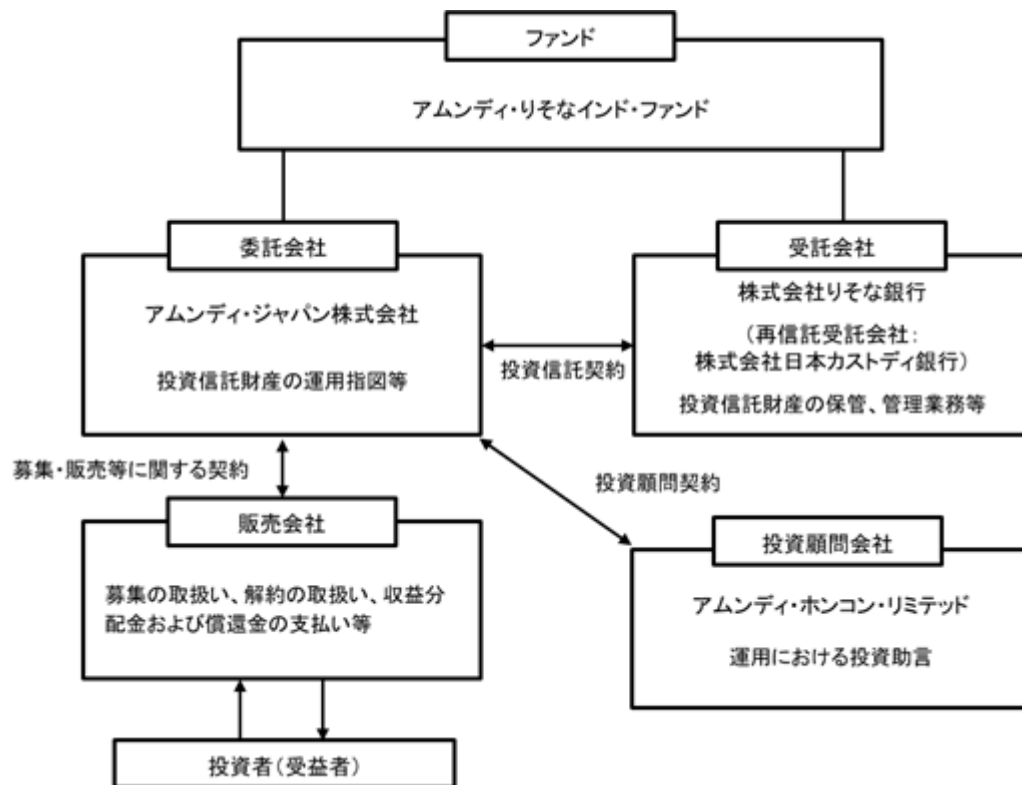 ファンド
アムンディ・りそなインド・ファンド
委託会社
アムンディ・ジャパン株式会社
投資信託財産の運用指図等
受託会社
株式会社りそな銀行
（再信託受託会社：
株式会社日本カストディ銀行）
投資信託財産の保管、管理業務等
投資信託契約
募集・販売等に関する契約
投資顧問契約
販売会社
募集の取扱い、解約の取扱い、収益分
配金および償還金の支払い等
投資顧問会社
アムンディ・ホンコン・リミテッド
運用における投資助言
投資者（受益者）